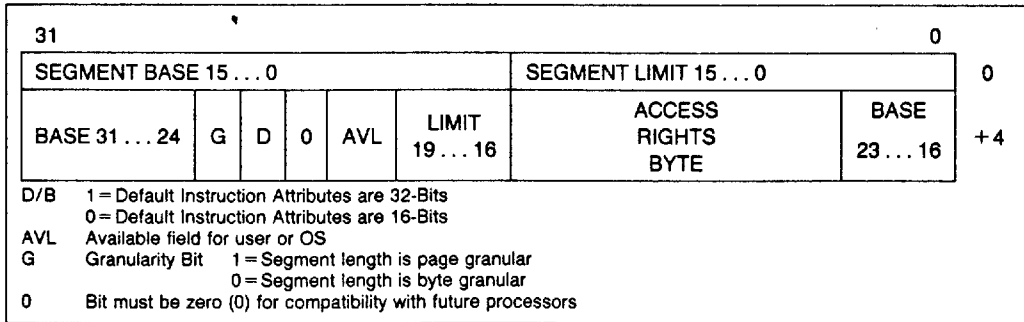 31 0
SEGMENT BASE 15 . . . 0 SEGMENT LIMIT 15 . . . 0 0
BASE 31 . . . 24 G D 0 AVL LIMIT 19 . . . 16 ACCESS RIGHTS BYTE BASE 23 . . . 16 +4
D/B 1 = Default Instruction Attributes are 32-Bits
0 = Default Instruction Attributes are 16-Bits
AVL Available field for user or OS
G Granularity Bit 1 = Segment length is page granular
0 = Segment length is byte granular
0 Bit must be zero (0) for compatibility with future processors